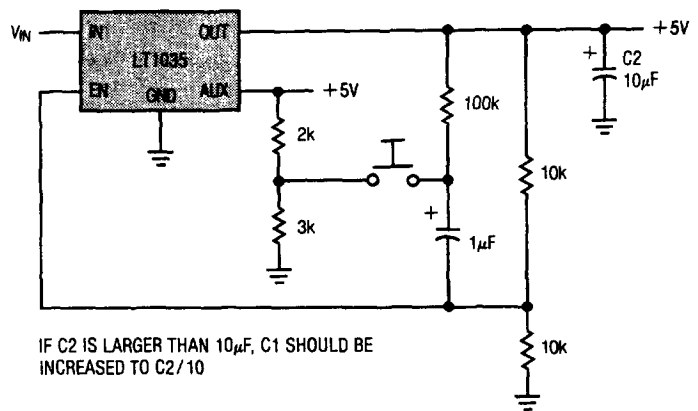 V_IN
IN
OUT
+5V
LT1035
EN
GND
AUX
+5V
C2
10μF
100k
2k
10k
3k
1μF
10k
IF C2 IS LARGER THAN 10μF, C1 SHOULD BE
INCREASED TO C2/10